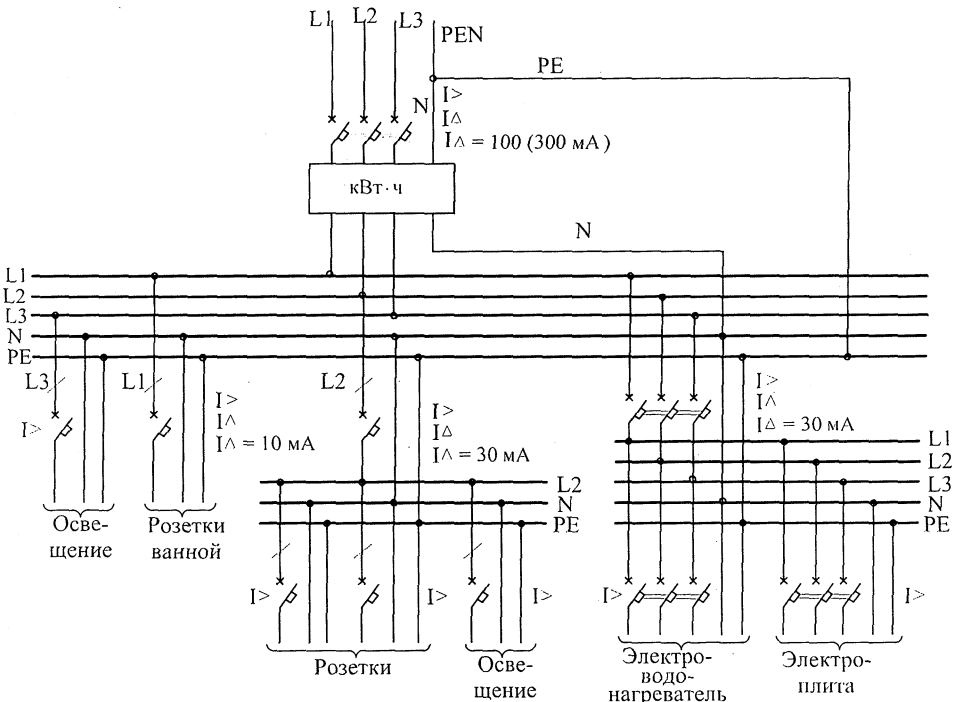 L1 L2 L3
PEN
PE
N
I>
I△
I△ = 100 (300 мА)
кВт·ч
N
L1
L2
L3
N
PE
L3
L1
L2
I>
I>
I^
I^ = 10 мА
I>
I△
I^ = 30 мА
I>
I^
I△ = 30 мА
L1
L2
L3
N
PE
L2
N
PE
Осве-
щение
Розетки
ванной
I>
I>
I>
I>
I>
Розетки
Осве-
щение
Электро-
водо-
нагреватель
Электро-
плита